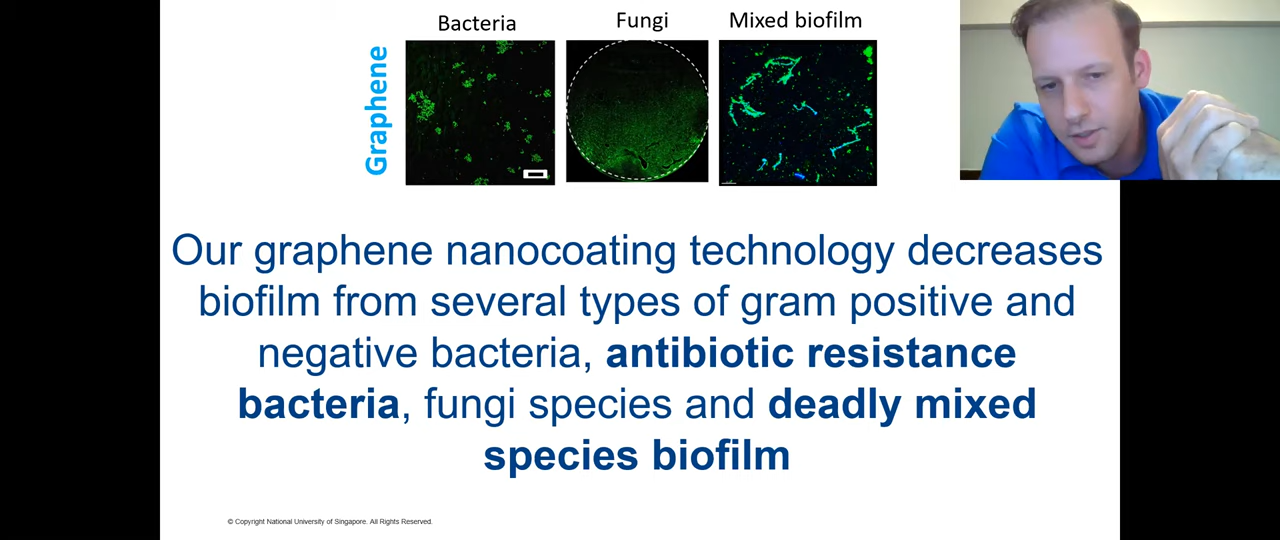 Bacteria
Fungi
Mixed biofilm
Graphene
Our graphene nanocoating technology decreases
biofilm from several types of gram positive and
negative bacteria, antibiotic resistance
bacteria, fungi species and deadly mixed
species biofilm
© Copyright National University of Singapore. All Rights Reserved.